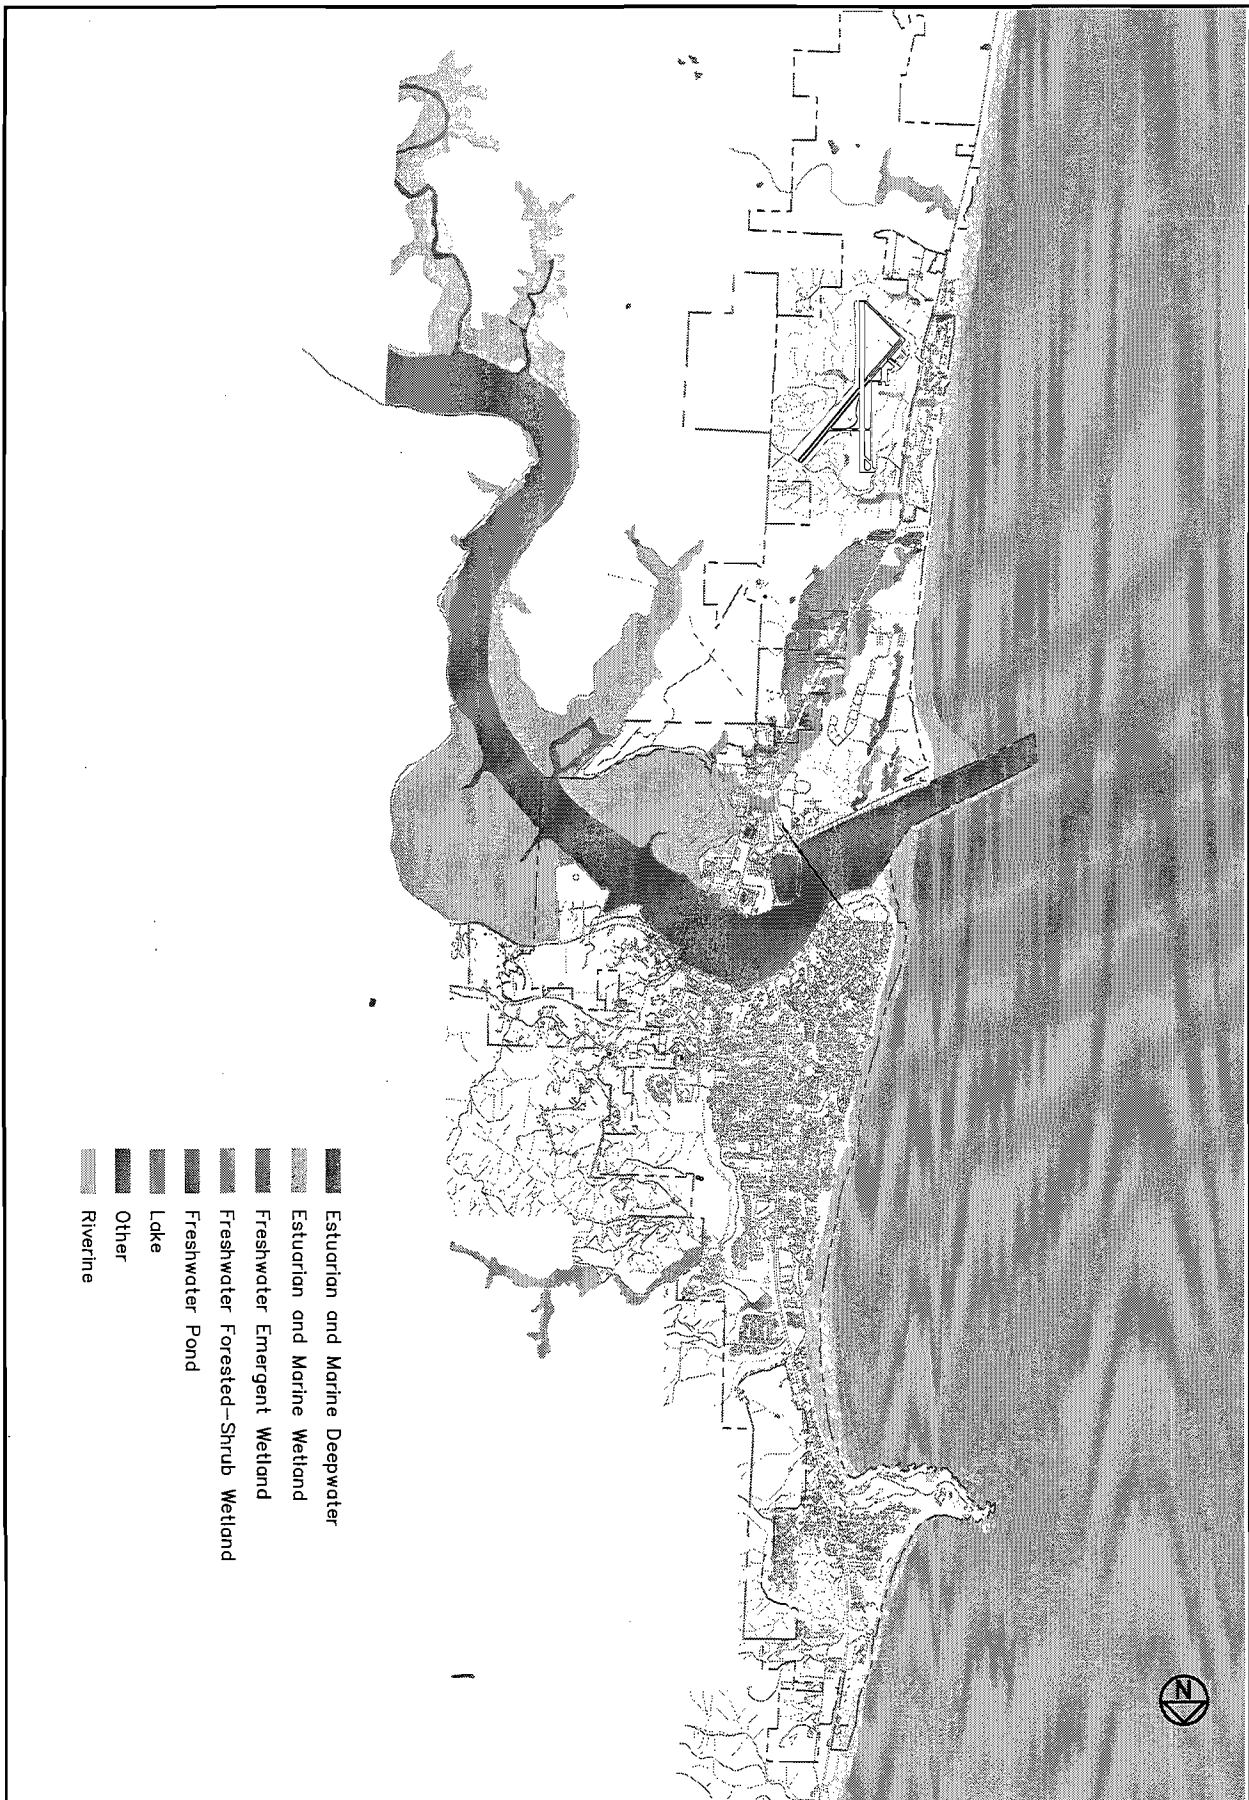 Estuarian and Marine Deepwater
Estuarian and Marine Wetland
Freshwater Emergent Wetland
Freshwater Forested-Shrub Wetland
Freshwater Pond
Lake
Other
Riverine
N